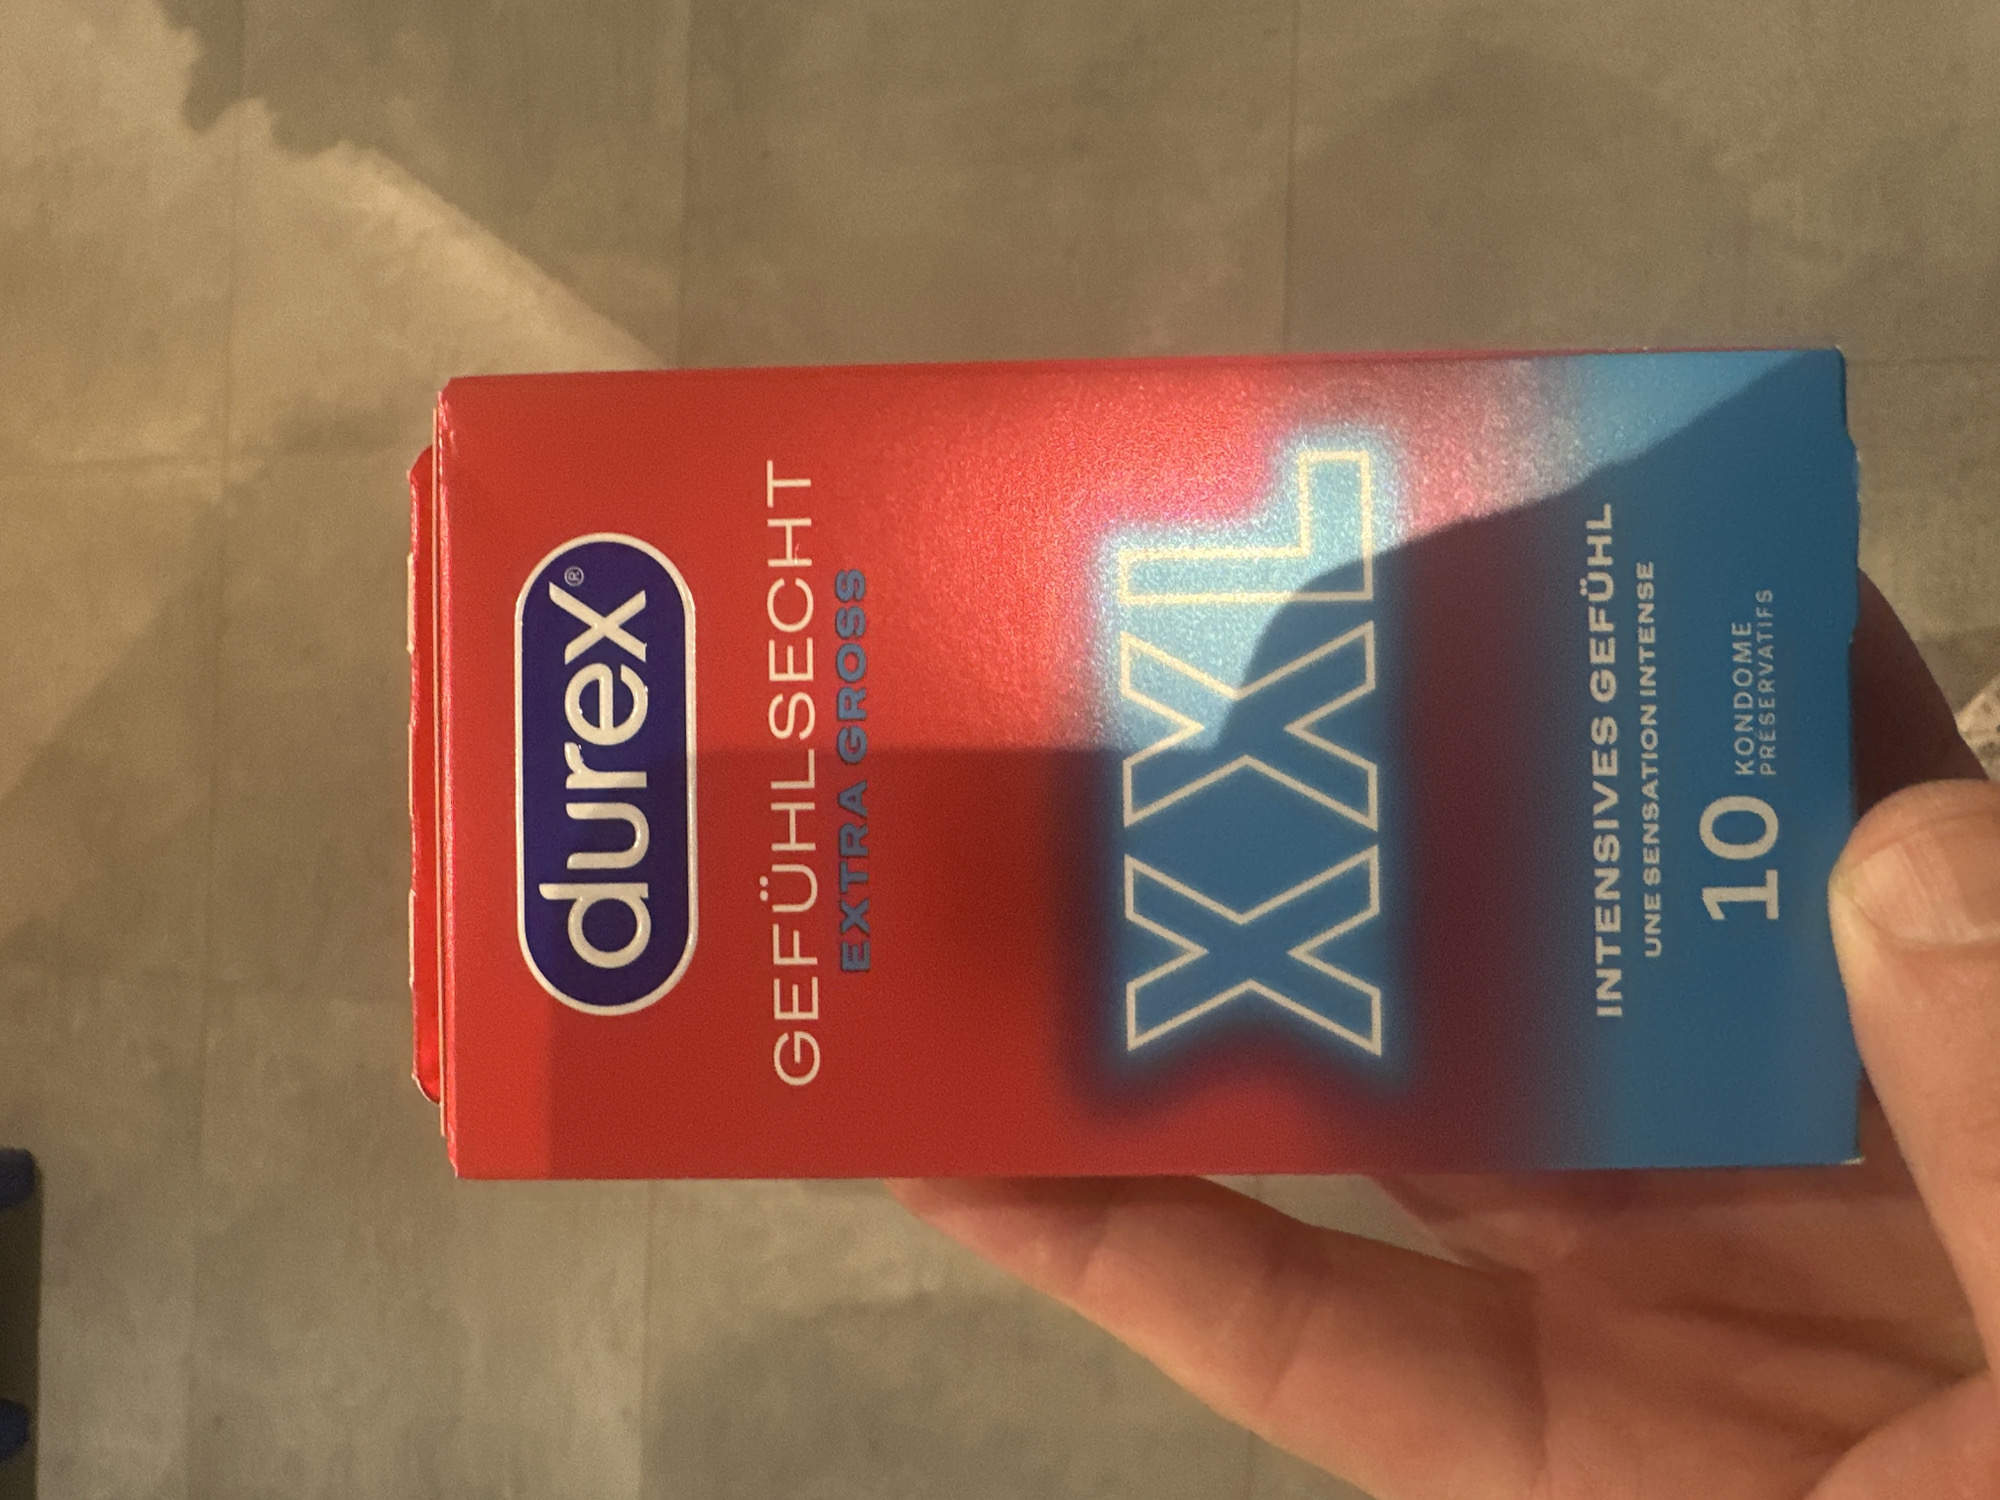 durex®
GEFÜHLSECHT
EXTRA GROSS
XXL
INTENSIVES GEFÜHL
UNE SENSATION INTENSE
10 KONDOME
PRÉSERVATIFS